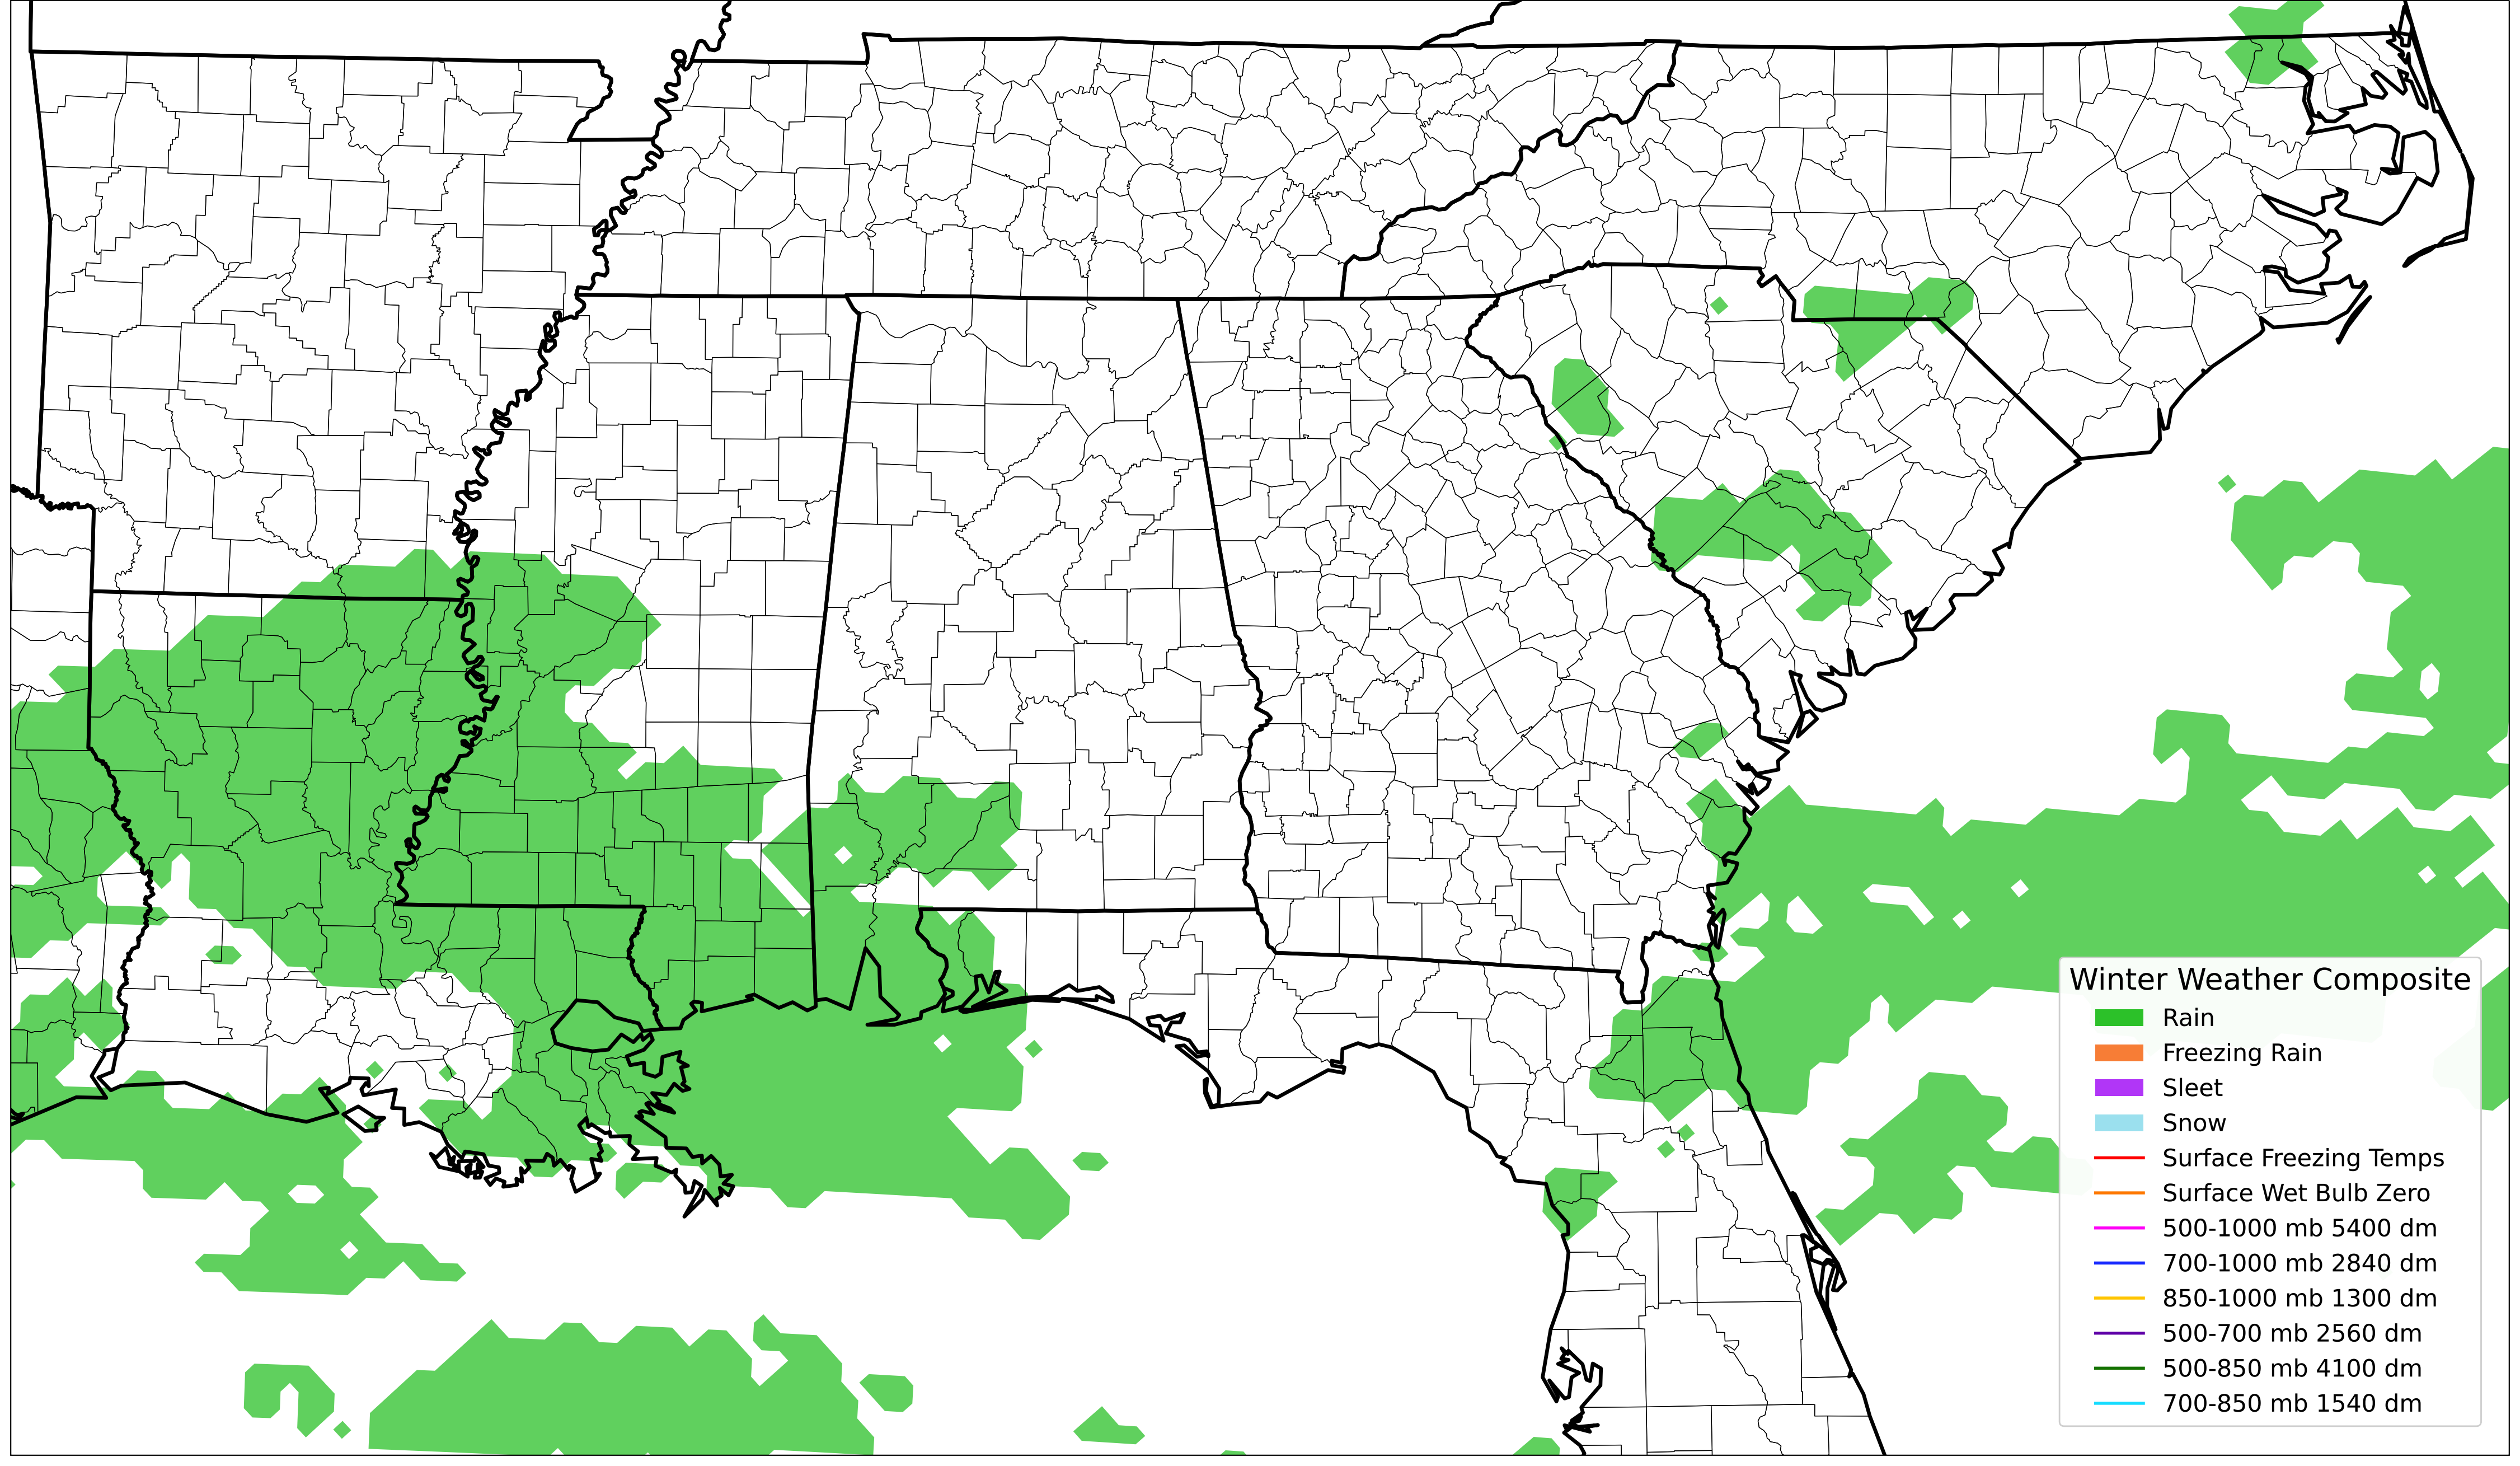 Winter Weather Composite
Rain
Freezing Rain
Sleet
Snow
Surface Freezing Temps
Surface Wet Bulb Zero
500-1000 mb 5400 dm
700-1000 mb 2840 dm
850-1000 mb 1300 dm
500-700 mb 2560 dm
500-850 mb 4100 dm
700-850 mb 1540 dm